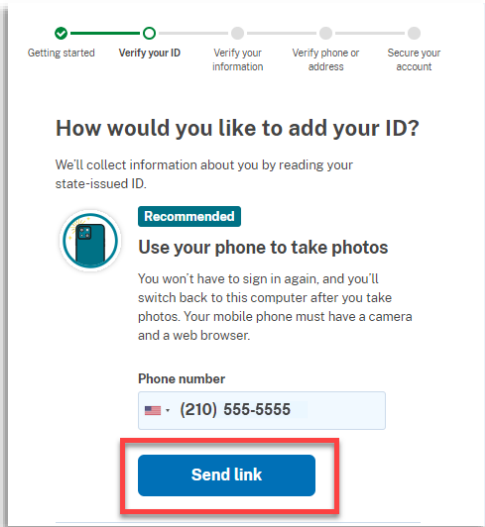 Getting started
Verify your ID
Verify your
information
Verify phone or
address
Secure your
account
How would you like to add your ID?
We'll collect information about you by reading your
state-issued ID.
Recommended
Use your phone to take photos
You won't have to sign in again, and you'll
switch back to this computer after you take
photos. Your mobile phone must have a camera
and a web browser.
Phone number
(210) 555-5555
Send link